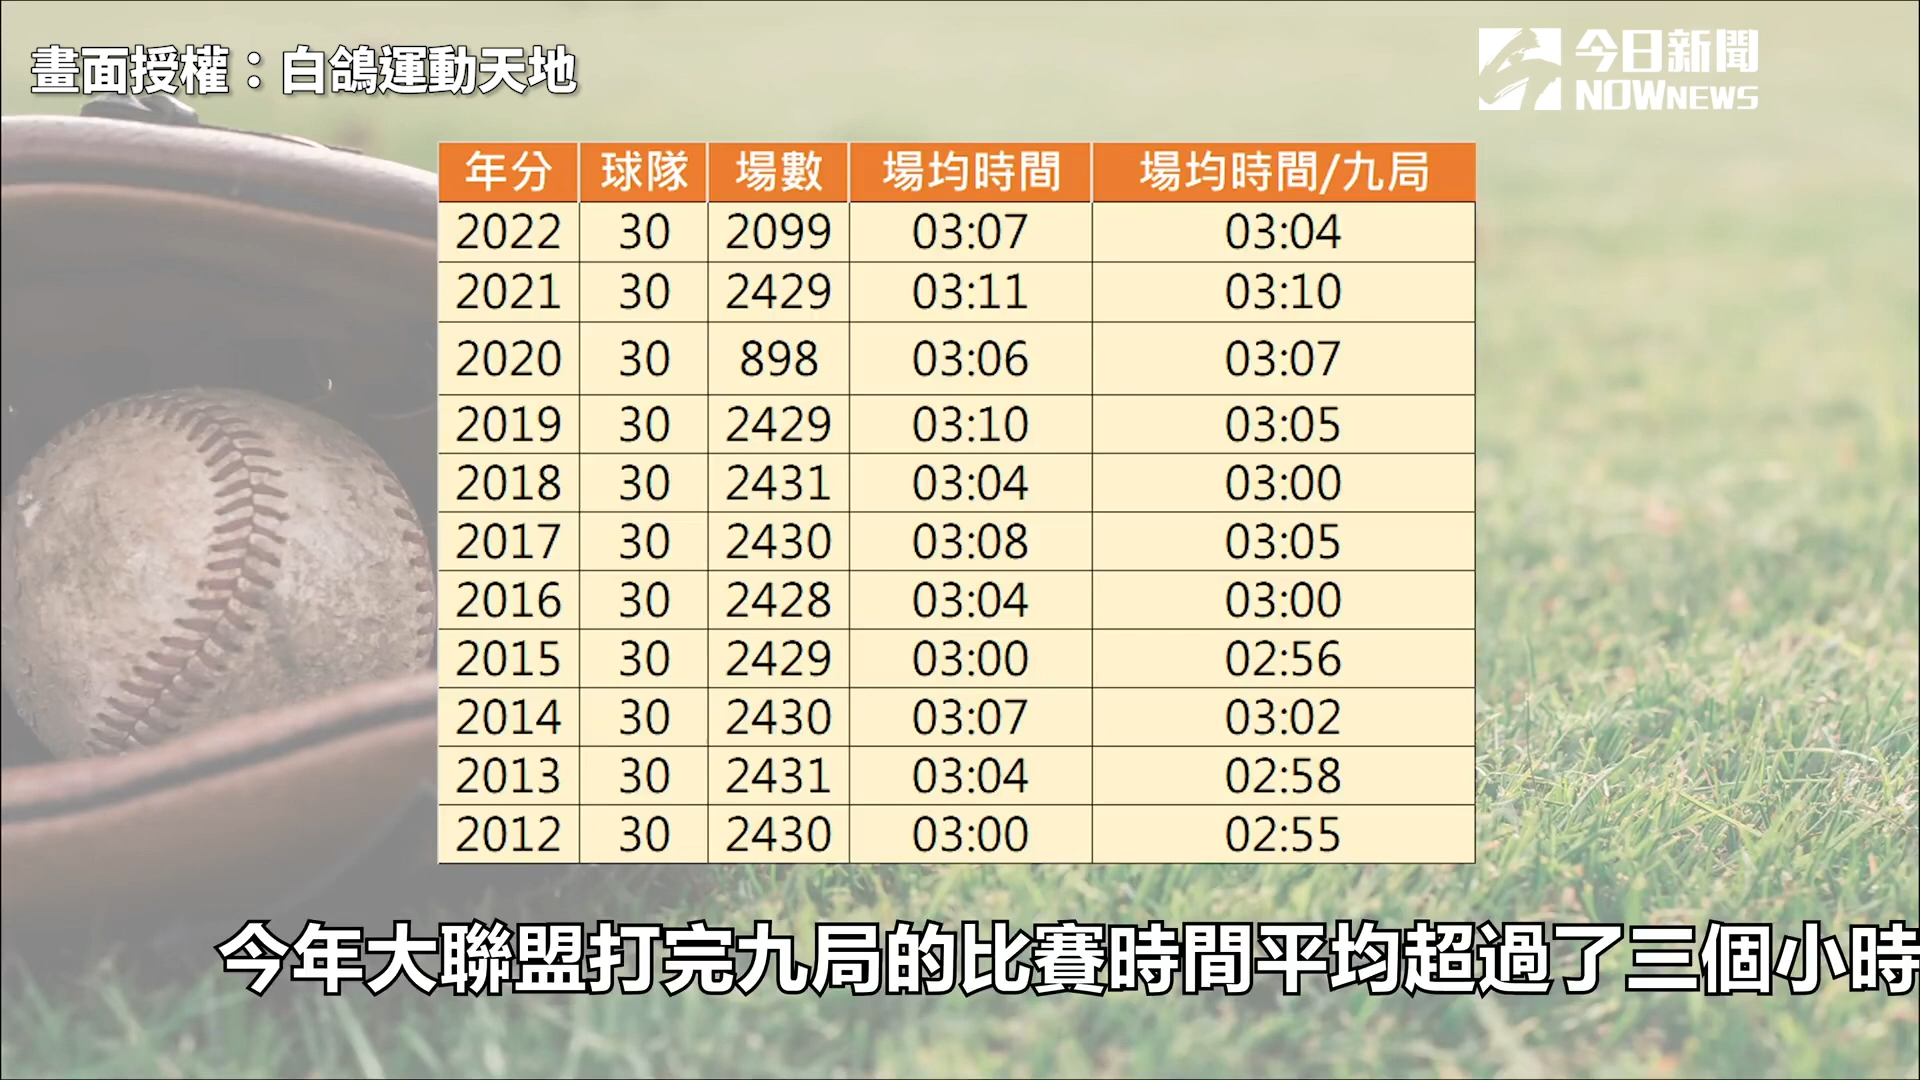 畫面授權：白鴿運動天地
今日新聞
NOWNEWS
年分 球隊 場數 場均時間 場均時間/九局
2022 30 2099 03:07 03:04
2021 30 2429 03:11 03:10
2020 30 898 03:06 03:07
2019 30 2429 03:10 03:05
2018 30 2431 03:04 03:00
2017 30 2430 03:08 03:05
2016 30 2428 03:04 03:00
2015 30 2429 03:00 02:56
2014 30 2430 03:07 03:02
2013 30 2431 03:04 02:58
2012 30 2430 03:00 02:55
今年大聯盟打完九局的比賽時間平均超過了三個小時